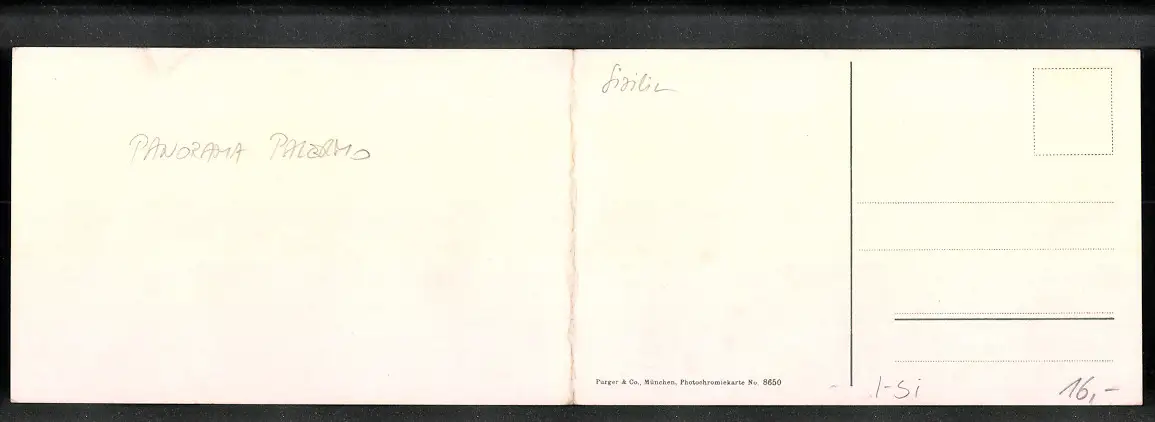 PANORAMA PALERMO
Sizilien
Purger & Co., München, Photochromiekarte No. 8650
I-Si
16,-